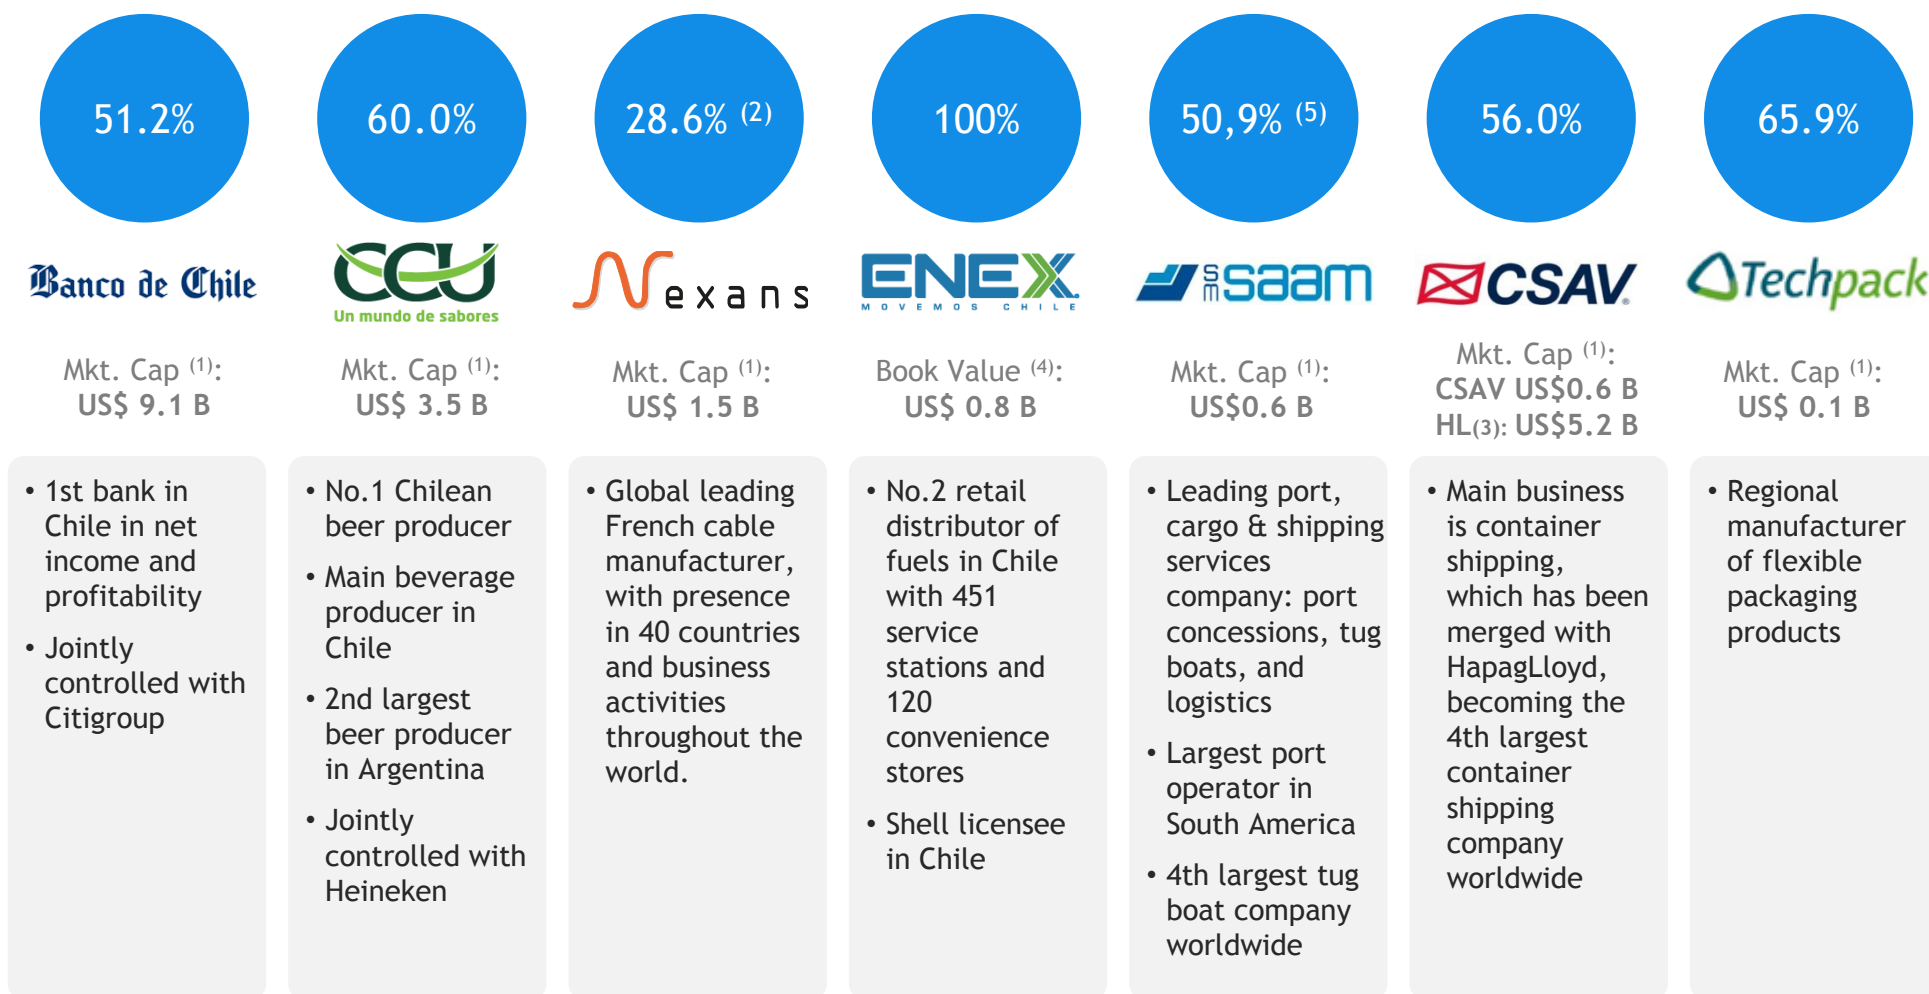 51.2%
60.0%
28.6% (2)
100%
50,9% (5)
56.0%
65.9%
Banco de Chile
CCU
Un mundo de sabores
Nexans
ENEX
MOVEMOS CHILE
SM saam
CSAV
Techpack
Mkt. Cap (1):
US$ 9.1 B
Mkt. Cap (1):
US$ 3.5 B
Mkt. Cap (1):
US$ 1.5 B
Book Value (4):
US$ 0.8 B
Mkt. Cap (1):
US$0.6 B
Mkt. Cap (1):
CSAV US$0.6 B
HL(3): US$5.2 B
Mkt. Cap (1):
US$ 0.1 B
• 1st bank in
Chile in net
income and
profitability
• Jointly
controlled with
Citigroup
• No.1 Chilean
beer producer
• Main beverage
producer in
Chile
• 2nd largest
beer producer
in Argentina
• Jointly
controlled with
Heineken
• Global leading
French cable
manufacturer,
with presence
in 40 countries
and business
activities
throughout the
world.
• No.2 retail
distributor of
fuels in Chile
with 451
service
stations and
120
convenience
stores
• Shell licensee
in Chile
• Leading port,
cargo & shipping
services
company: port
concessions, tug
boats, and
logistics
• Largest port
operator in
South America
• 4th largest tug
boat company
worldwide
• Main business
is container
shipping,
which has been
merged with
HapagLloyd,
becoming the
4th largest
container
shipping
company
worldwide
• Regional
manufacturer
of flexible
packaging
products